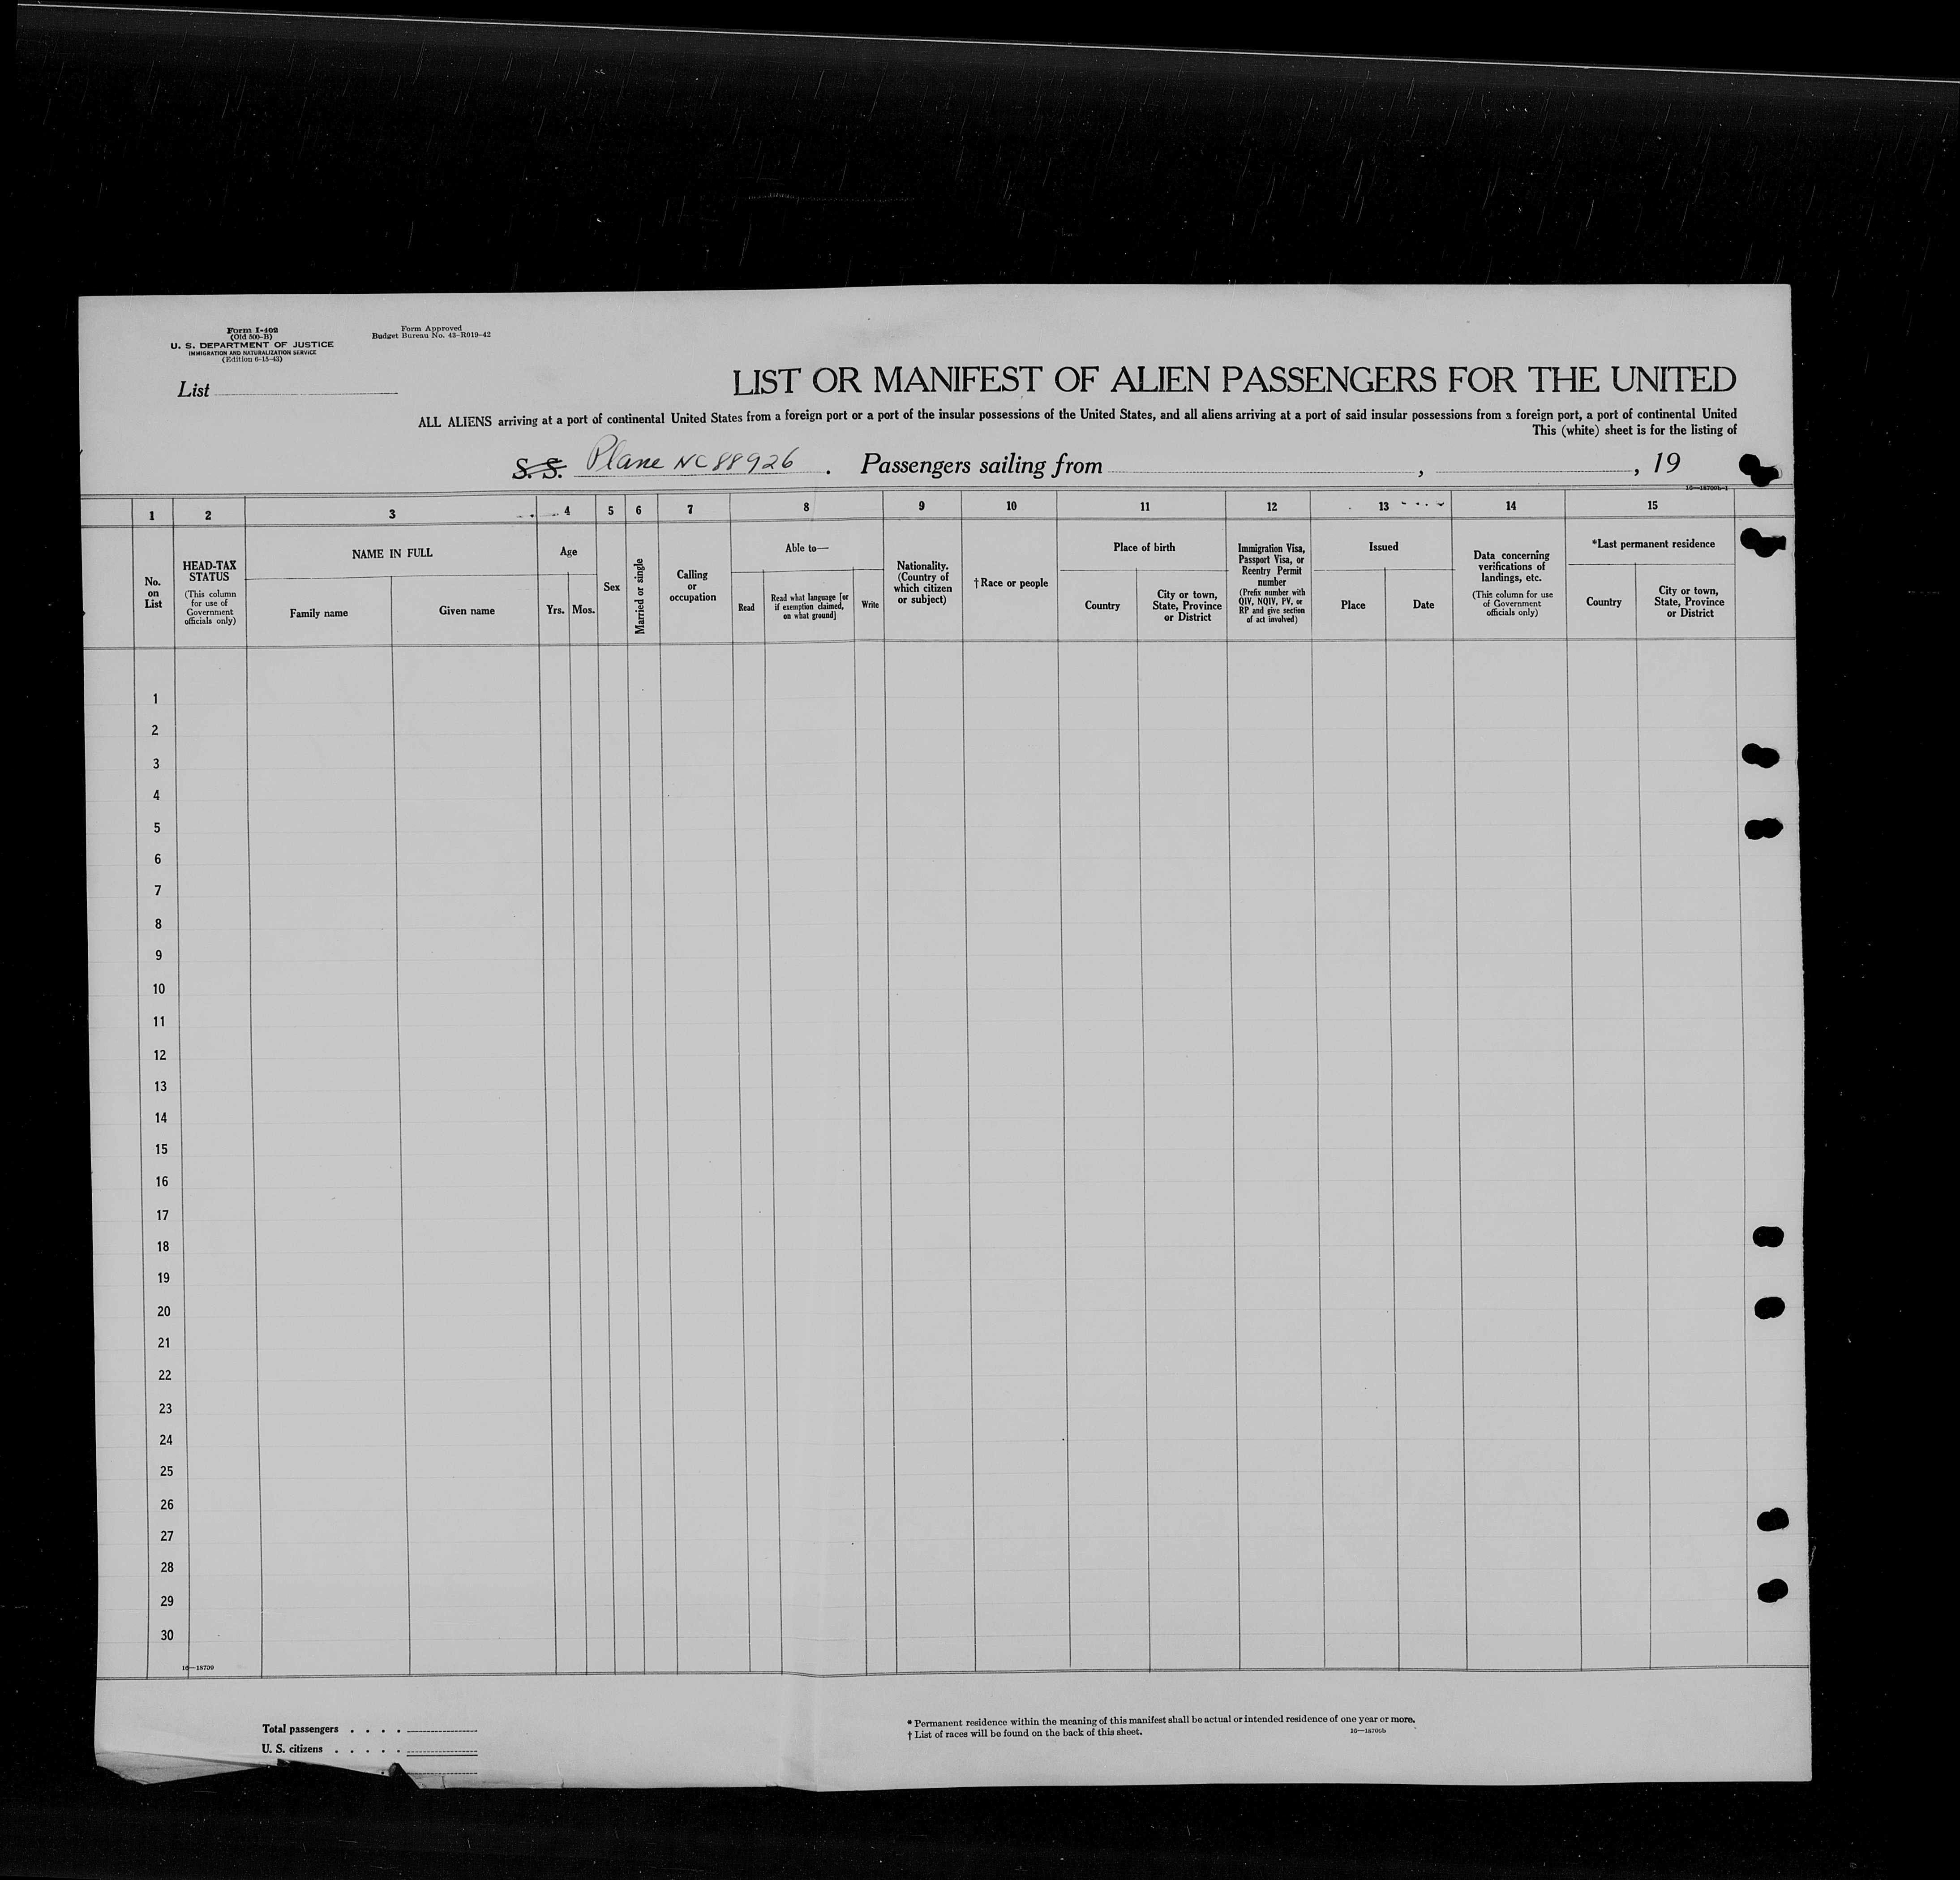 Form I-402
(Old 500-B)
U. S. DEPARTMENT OF JUSTICE
IMMIGRATION AND NATURALIZATION SERVICE
(Edition 6-15-43)
Form Approved
Budget Bureau No. 43-R019-42
List
LIST OR MANIFEST OF ALIEN PASSENGERS FOR THE UNITED
ALL ALIENS arriving at a port of continental United States from a foreign port or a port of the insular possessions of the United States, and all aliens arriving at a port of said insular possessions from a foreign port, a port of continental United
This (white) sheet is for the listing of
S. S. Plane NC88926 . Passengers sailing from , , 19
16—18700b-1
1 2 3 4 5 6 7 8 9 10 11 12 13 14 15
No.
on
List
HEAD-TAX
STATUS
(This column
for use of
Government
officials only)
NAME IN FULL
Family name
Given name
Age
Yrs.
Mos.
Sex
Married or single
Calling
or
occupation
Able to—
Read
Read what language [or
if exemption claimed,
on what ground]
Write
Nationality.
(Country of
which citizen
or subject)
† Race or people
Place of birth
Country
City or town,
State, Province
or District
Immigration Visa,
Passport Visa, or
Reentry Permit
number
(Prefix number with
QIV, NQIV, PV, or
RP and give section
of act involved)
Issued
Place
Date
Data concerning
verifications of
landings, etc.
(This column for use
of Government
officials only)
*Last permanent residence
Country
City or town,
State, Province
or District
1
2
3
4
5
6
7
8
9
10
11
12
13
14
15
16
17
18
19
20
21
22
23
24
25
26
27
28
29
30
16—18700
Total passengers . . . .
U. S. citizens . . . . .
* Permanent residence within the meaning of this manifest shall be actual or intended residence of one year or more.
† List of races will be found on the back of this sheet.
16—18700b